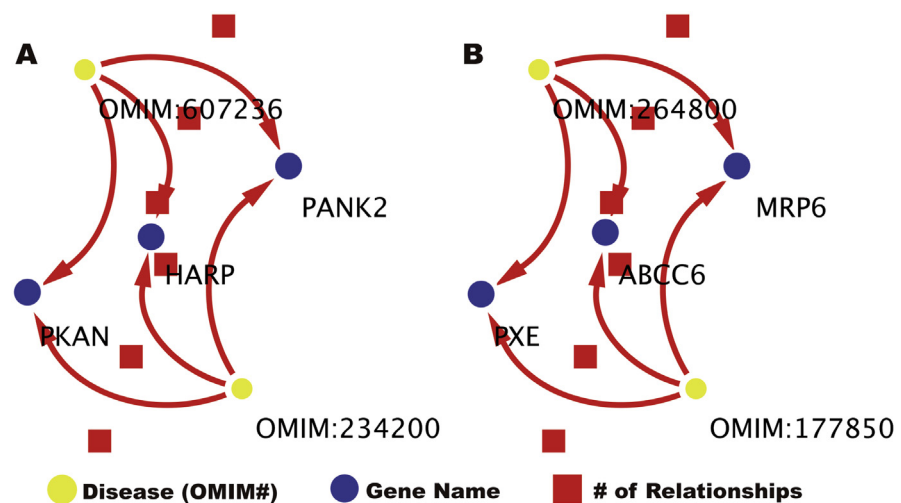 A
OMIM:607236
PANK2
HARP
PKAN
OMIM:234200
B
OMIM:264800
MRP6
ABCC6
PXE
OMIM:177850
Disease (OMIM#)
Gene Name
# of Relationships